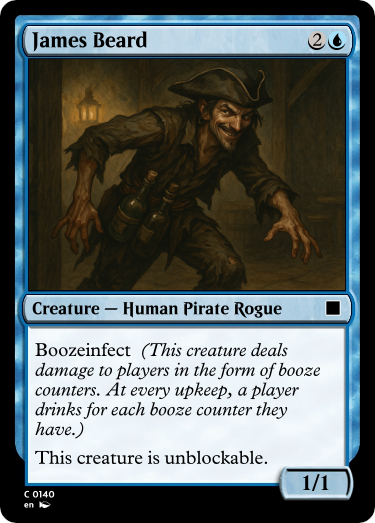 James Beard 2
Creature — Human Pirate Rogue
Boozeinfect (This creature deals
damage to players in the form of booze
counters. At every upkeep, a player
drinks for each booze counter they
have.)
This creature is unblockable.
1/1
C 0140
en